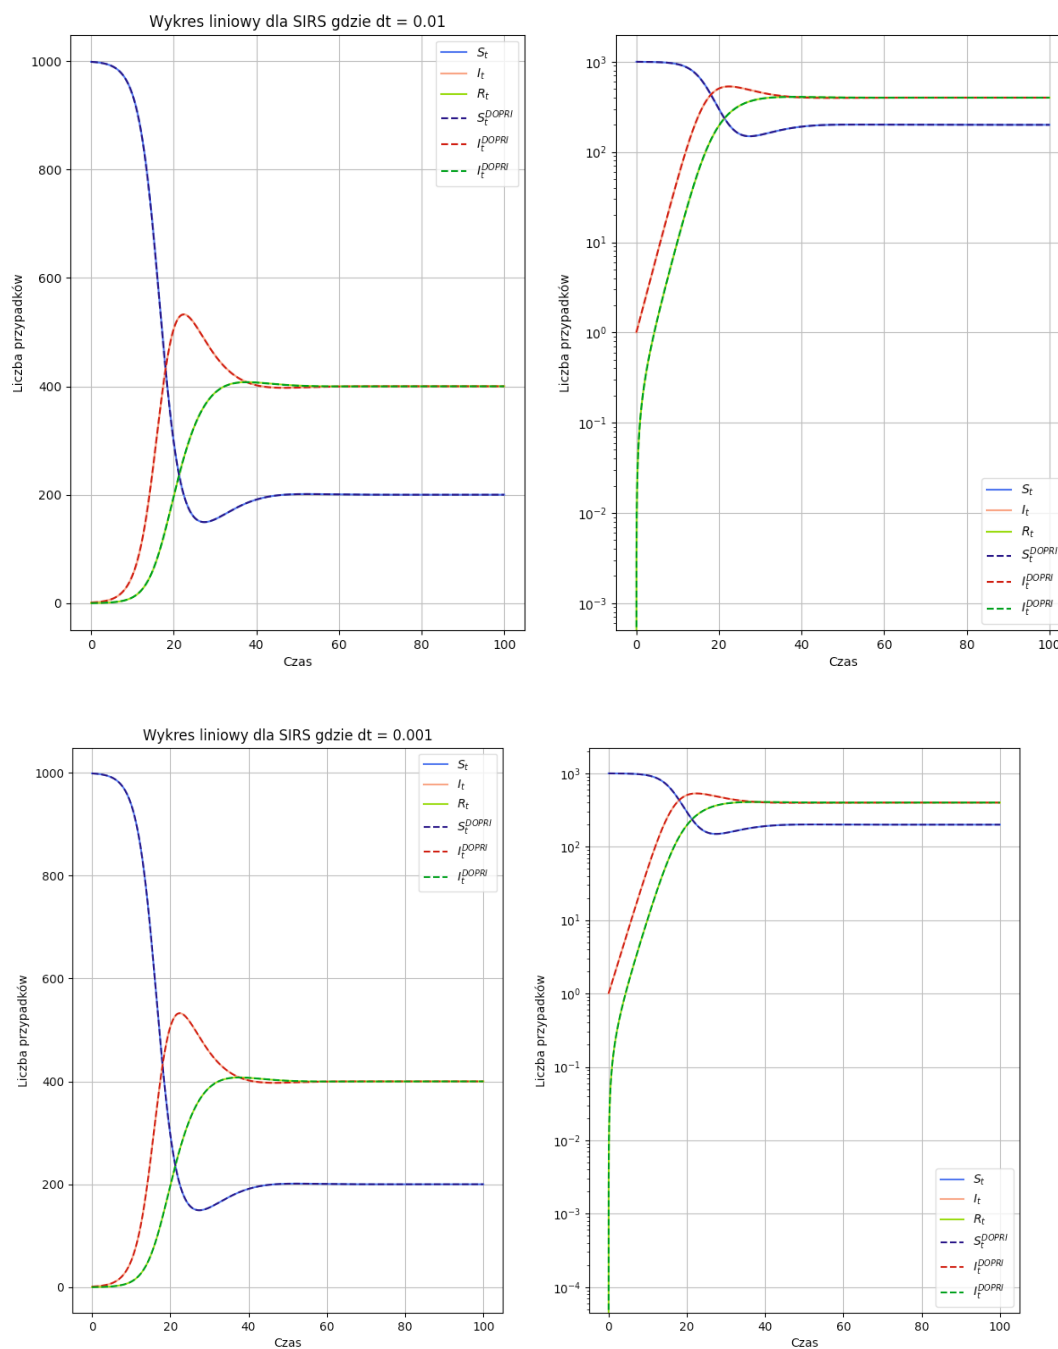 Wykres liniowy dla SIRS gdzie dt = 0.01
Liczba przypadków
1000
800
600
400
200
0
S_t
I_t
R_t
S_t^{DOPRI}
I_t^{DOPRI}
I_t^{DOPRI}
0 20 40 60 80 100
Czas
Liczba przypadków
10^3
10^2
10^1
10^0
10^{-1}
10^{-2}
10^{-3}
S_t
I_t
R_t
S_t^{DOPRI}
I_t^{DOPRI}
I_t^{DOPRI}
0 20 40 60 80 100
Czas
Wykres liniowy dla SIRS gdzie dt = 0.001
Liczba przypadków
1000
800
600
400
200
0
S_t
I_t
R_t
S_t^{DOPRI}
I_t^{DOPRI}
I_t^{DOPRI}
0 20 40 60 80 100
Czas
Liczba przypadków
10^3
10^2
10^1
10^0
10^{-1}
10^{-2}
10^{-3}
10^{-4}
S_t
I_t
R_t
S_t^{DOPRI}
I_t^{DOPRI}
I_t^{DOPRI}
0 20 40 60 80 100
Czas